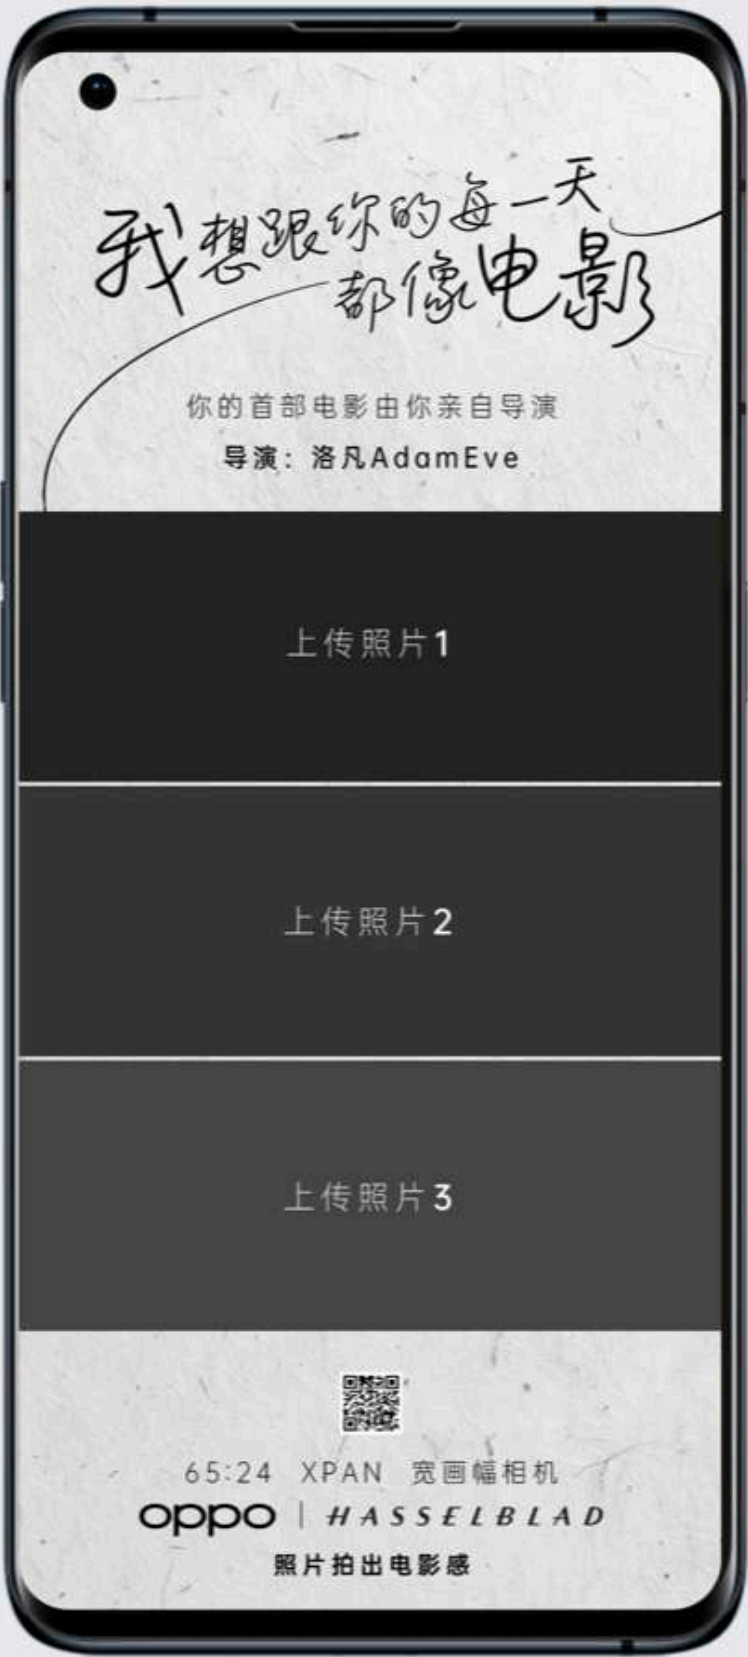 我想跟你的每一天
都像电影
你的首部电影由你亲自导演
导演：洛凡AdamEve
上传照片1
上传照片2
上传照片3
65:24 XPAN 宽画幅相机
oppo | HASSELBLAD
照片拍出电影感